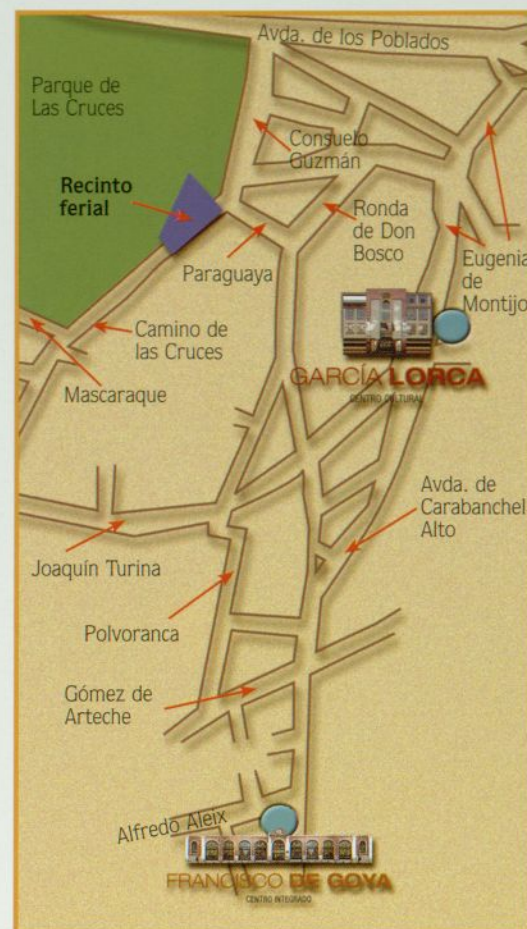 Avda. de los Poblados
Parque de
Las Cruces
Consuelo
Guzmán
Recinto
ferial
Ronda
de Don
Bosco
Paraguaya
Eugenia
de
Montijo
Camino de
las Cruces
Mascaraque
GARCÍA LORCA
CENTRO CULTURAL
Avda. de
Carabanchel
Alto
Joaquín Turina
Polvoranca
Gómez de
Arteche
Alfredo Aleix
FRANCISCO DE GOYA
CENTRO INTEGRADO